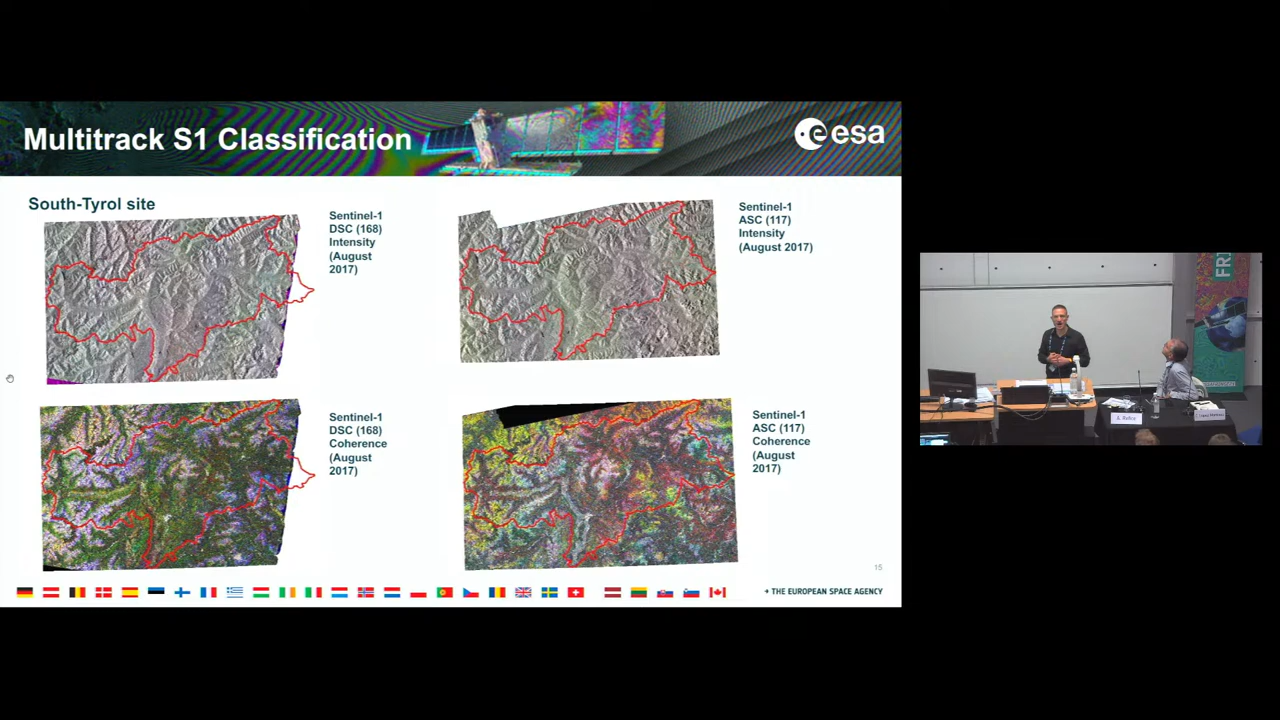 Multitrack S1 Classification
esa
South-Tyrol site
Sentinel-1
DSC (168)
Intensity
(August
2017)
Sentinel-1
ASC (117)
Intensity
(August 2017)
Sentinel-1
DSC (168)
Coherence
(August
2017)
Sentinel-1
ASC (117)
Coherence
(August
2017)
15
→ THE EUROPEAN SPACE AGENCY
FRI